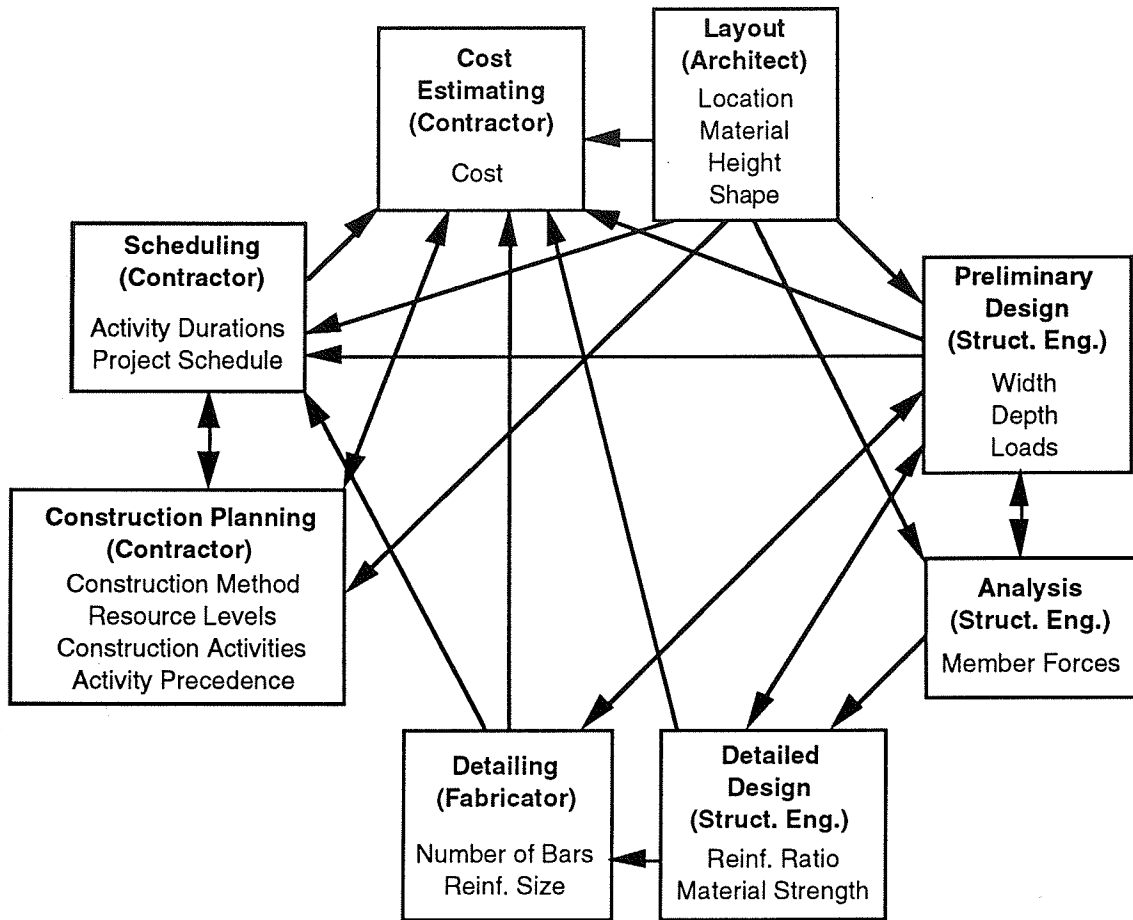 Cost
Estimating
(Contractor)
Cost
Layout
(Architect)
Location
Material
Height
Shape
Scheduling
(Contractor)
Activity Durations
Project Schedule
Preliminary
Design
(Struct. Eng.)
Width
Depth
Loads
Construction Planning
(Contractor)
Construction Method
Resource Levels
Construction Activities
Activity Precedence
Analysis
(Struct. Eng.)
Member Forces
Detailing
(Fabricator)
Number of Bars
Reinf. Size
Detailed
Design
(Struct. Eng.)
Reinf. Ratio
Material Strength